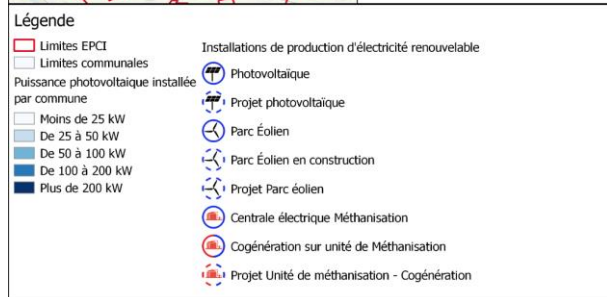 Légende
Limites EPCI
Limites communales
Puissance photovoltaique installée
par commune
Moins de 25 kW
De 25 à 50 kW
De 50 à 100 kW
De 100 à 200 kW
Plus de 200 kW
Installations de production d'électricité renouvelable
Photovoltaïque
Projet photovoltaïque
Parc Éolien
Parc Éolien en construction
Projet Parc éolien
Centrale électrique Méthanisation
Cogénération sur unité de Méthanisation
Projet Unité de méthanisation - Cogénération